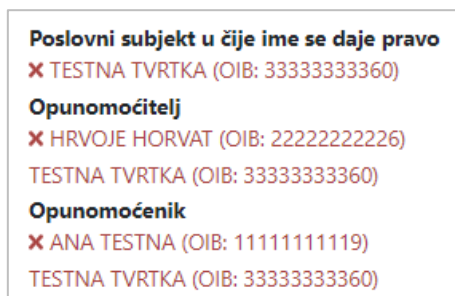 Poslovni subjekt u čije ime se daje pravo
✕ TESTNA TVRTKA (OIB: 33333333360)
Opunomoćitelj
✕ HRVOJE HORVAT (OIB: 22222222226)
TESTNA TVRTKA (OIB: 33333333360)
Opunomoćenik
✕ ANA TESTNA (OIB: 11111111119)
TESTNA TVRTKA (OIB: 33333333360)